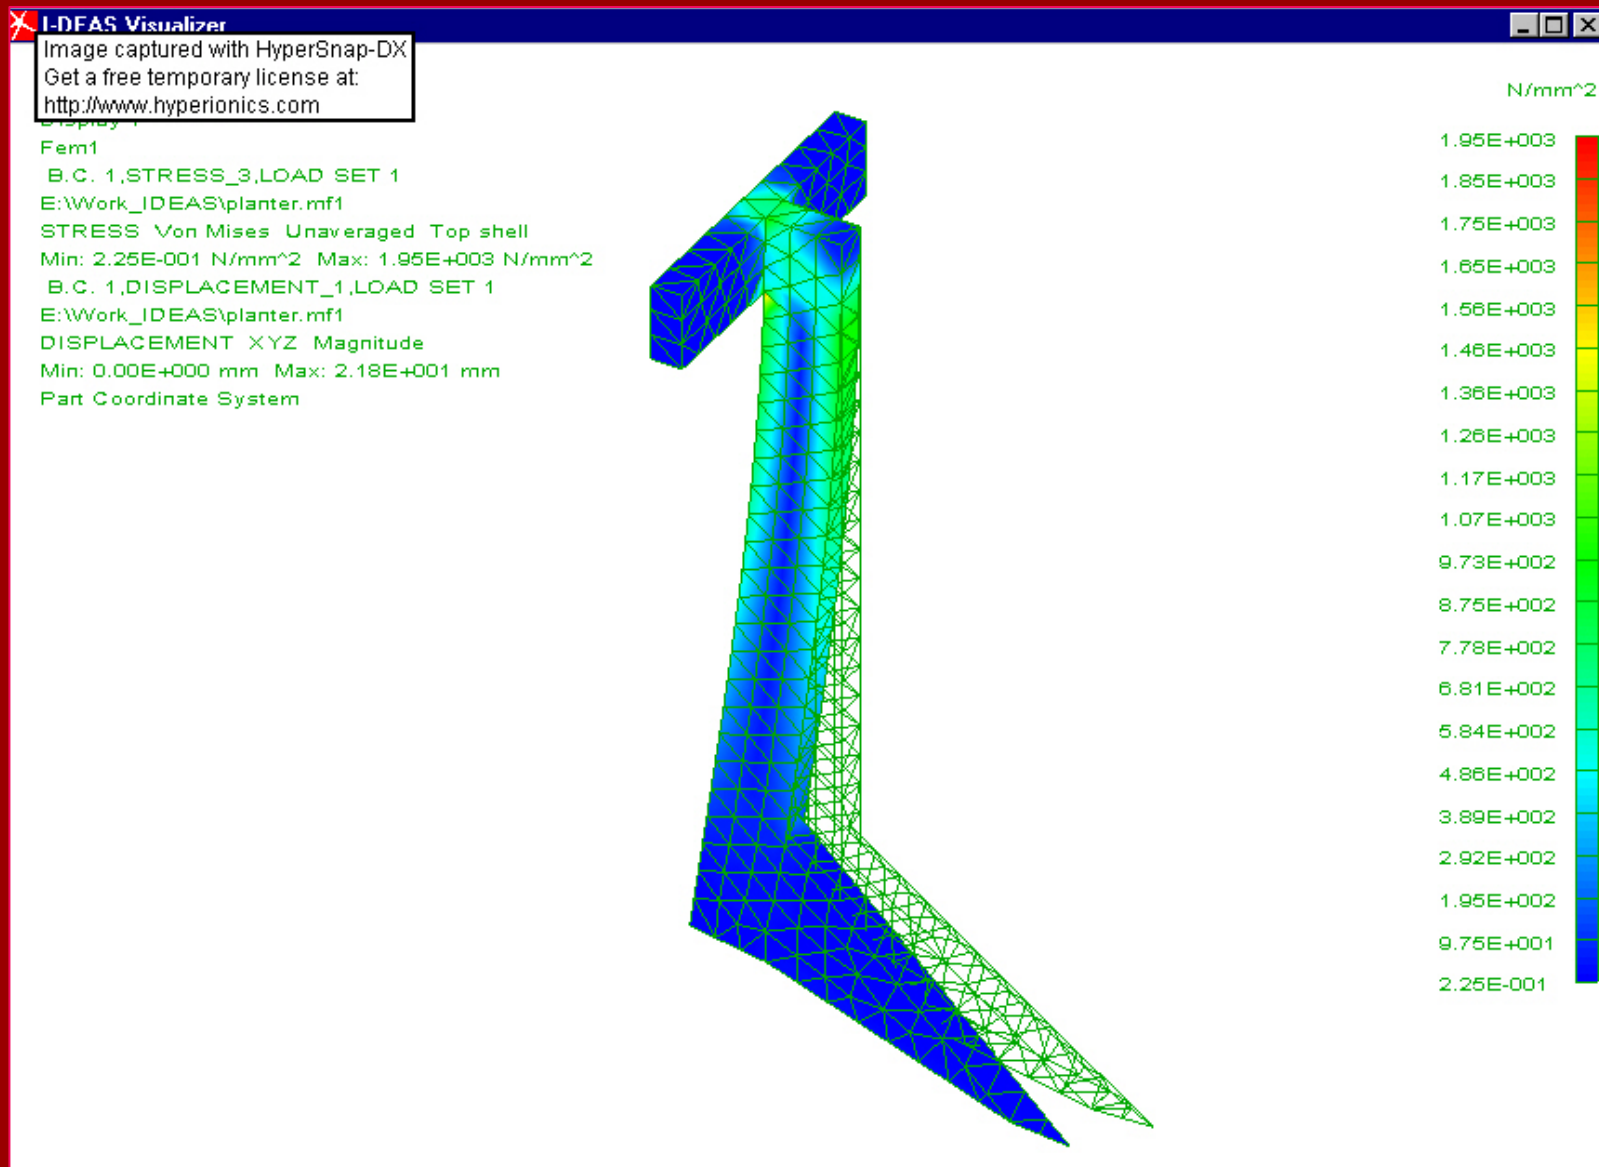 I-DEAS Visualizer
Image captured with HyperSnap-DX
Get a free temporary license at:
http://www.hyperionics.com
Display 1
Fem1
B.C. 1,STRESS_3,LOAD SET 1
E:\Work_IDEAS\planter.mf1
STRESS Von Mises Unaveraged Top shell
Min: 2.25E-001 N/mm^2 Max: 1.95E+003 N/mm^2
B.C. 1,DISPLACEMENT_1,LOAD SET 1
E:\Work_IDEAS\planter.mf1
DISPLACEMENT XYZ Magnitude
Min: 0.00E+000 mm Max: 2.18E+001 mm
Part Coordinate System
N/mm^2
1.95E+003
1.85E+003
1.75E+003
1.65E+003
1.56E+003
1.46E+003
1.36E+003
1.26E+003
1.17E+003
1.07E+003
9.73E+002
8.75E+002
7.78E+002
6.81E+002
5.84E+002
4.86E+002
3.89E+002
2.92E+002
1.95E+002
9.75E+001
2.25E-001